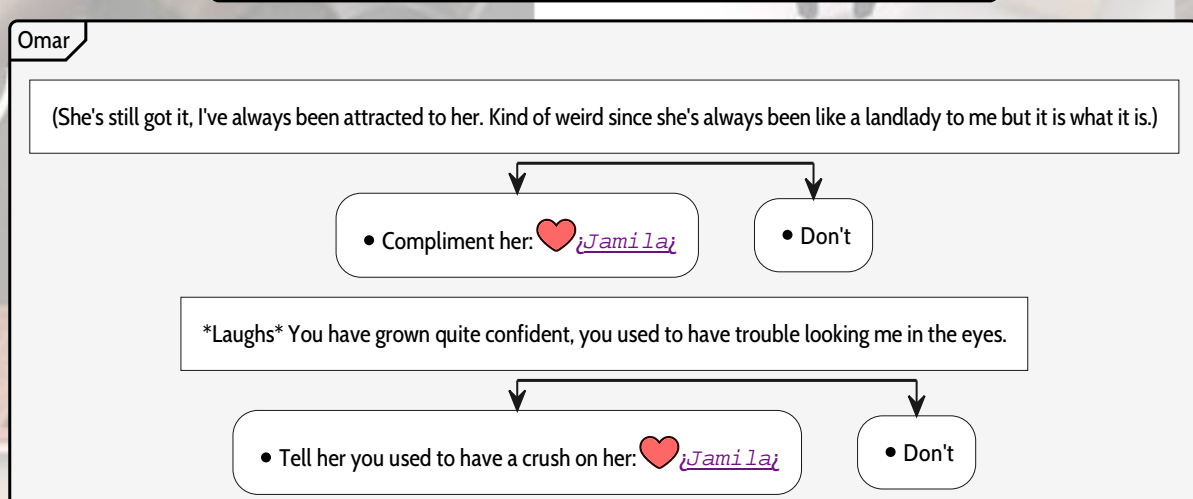 Omar
(She's still got it, I've always been attracted to her. Kind of weird since she's always been like a landlady to me but it is what it is.)
• Compliment her: ¿Jamila¿
• Don't
*Laughs* You have grown quite confident, you used to have trouble looking me in the eyes.
• Tell her you used to have a crush on her: ¿Jamila¿
• Don't